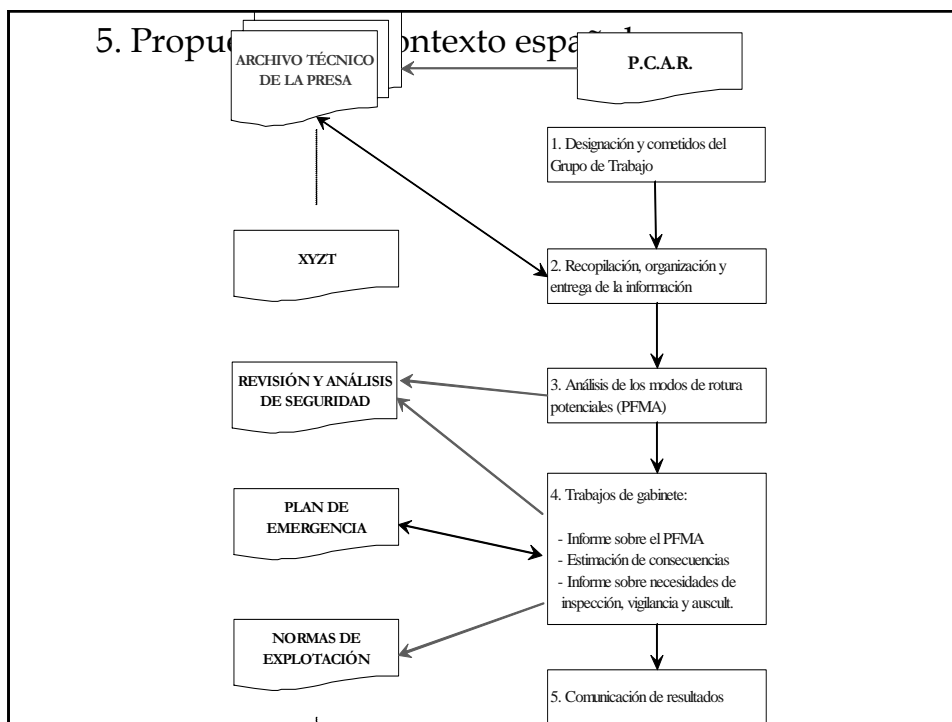 5. Propue ontexto españ
ARCHIVO TÉCNICO
DE LA PRESA
P.C.A.R.
1. Designación y cometidos del
Grupo de Trabajo
XYZT
2. Recopilación, organización y
entrega de la información
REVISIÓN Y ANÁLISIS
DE SEGURIDAD
3. Análisis de los modos de rotura
potenciales (PFMA)
PLAN DE
EMERGENCIA
4. Trabajos de gabinete:
- Informe sobre el PFMA
- Estimación de consecuencias
- Informe sobre necesidades de
inspección, vigilancia y auscult.
NORMAS DE
EXPLOTACIÓN
5. Comunicación de resultados